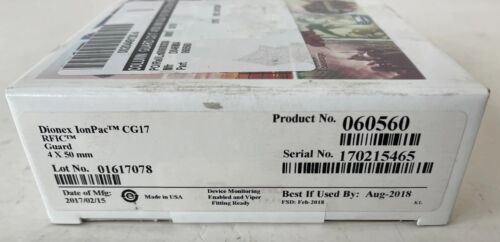 Dionex IonPac™ CG17
RFIC™
Guard
4 X 50 mm
Lot No. 01617078
Product No. 060560
Serial No. 170215465
Date of Mfg:
2017/02/15
Made in USA
Device Monitoring
Enabled and Viper
Fitting Ready
Best If Used By: Aug-2018
FSD: Feb-2018
KL